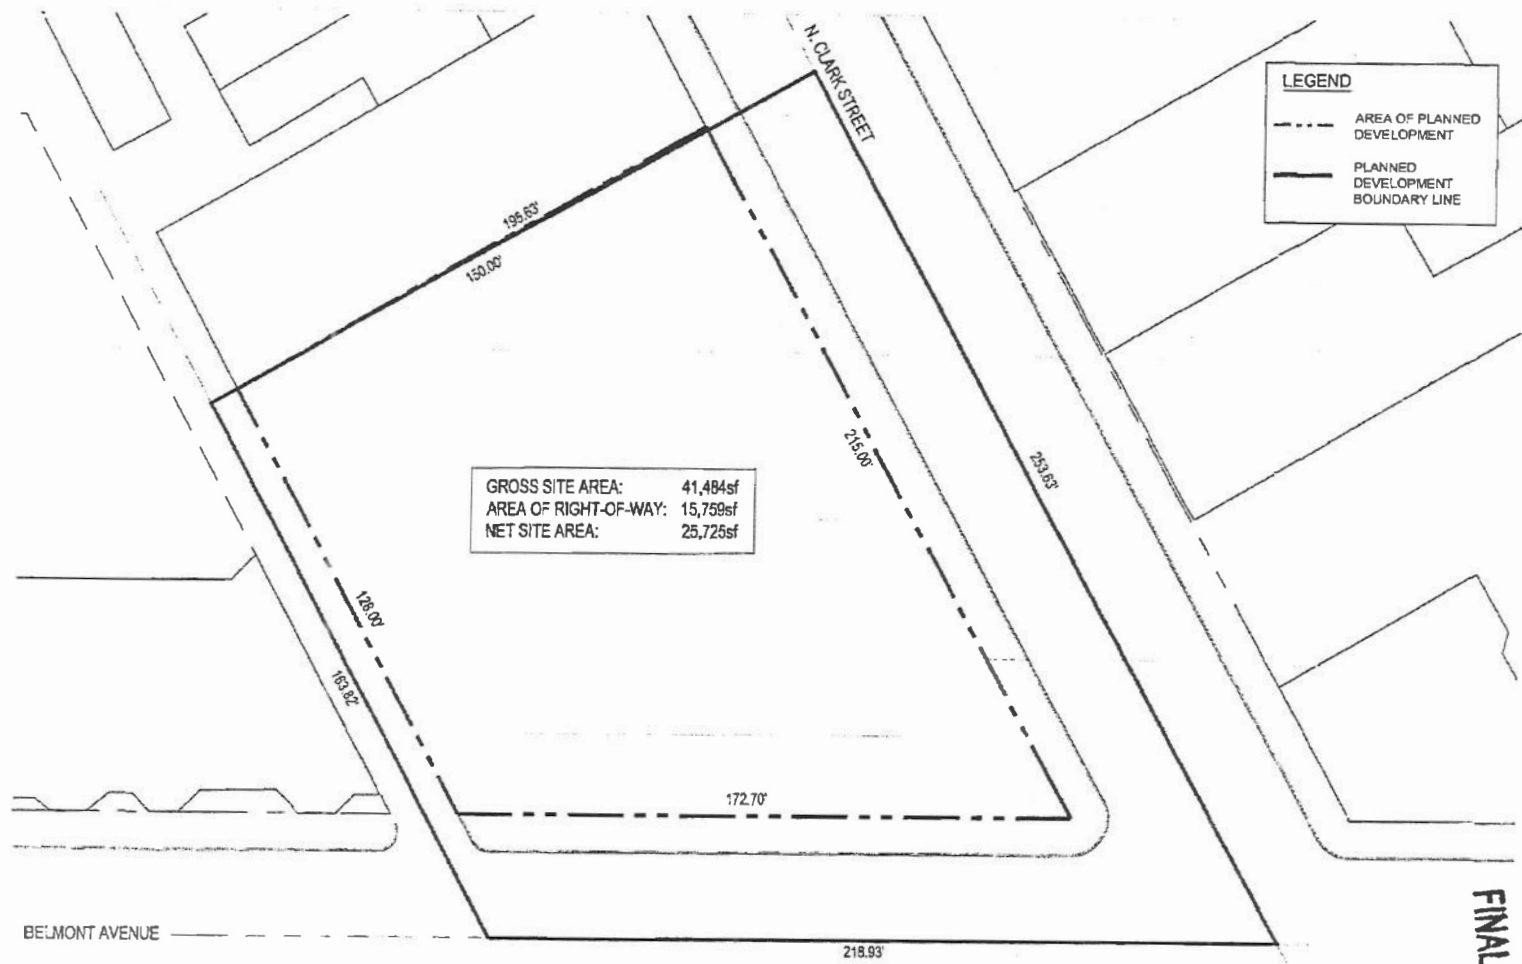 N. CLARK STREET
LEGEND
AREA OF PLANNED
DEVELOPMENT
PLANNED
DEVELOPMENT
BOUNDARY LINE
195.63'
150.00'
215.00'
253.63'
GROSS SITE AREA: 41,484sf
AREA OF RIGHT-OF-WAY: 15,759sf
NET SITE AREA: 25,725sf
128.00'
163.82'
172.70'
BELMONT AVENUE
218.93'
FINAL